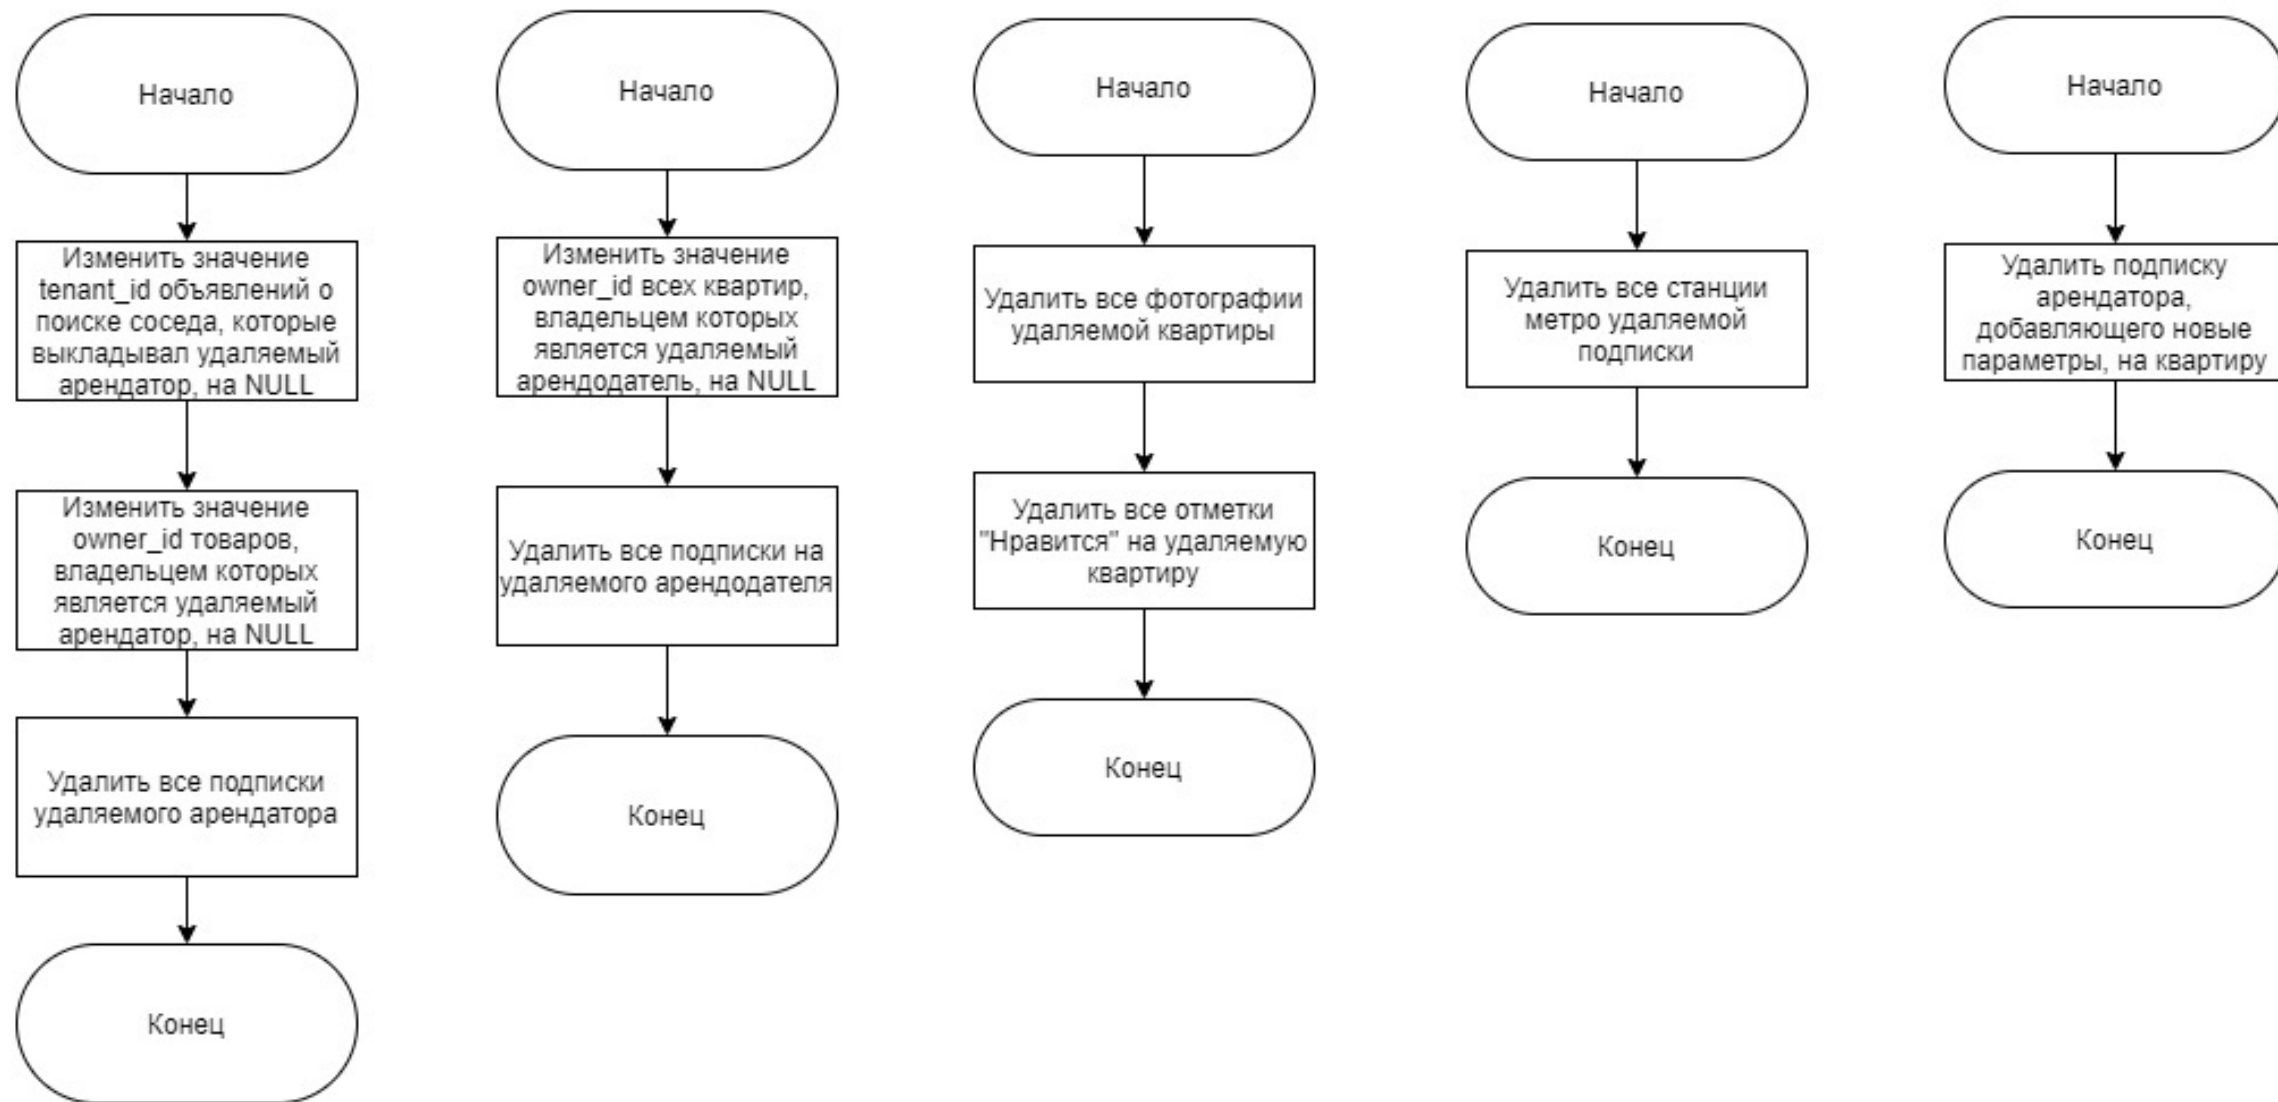 Начало
Изменить значение
tenant_id объявлений о
поиске соседа, которые
выкладывал удаляемый
арендатор, на NULL
Изменить значение
owner_id товаров,
владельцем которых
является удаляемый
арендатор, на NULL
Удалить все подписки
удаляемого арендатора
Конец
Начало
Изменить значение
owner_id всех квартир,
владельцем которых
является удаляемый
арендодатель, на NULL
Удалить все подписки на
удаляемого арендодателя
Конец
Начало
Удалить все фотографии
удаляемой квартиры
Удалить все отметки
"Нравится" на удаляемую
квартиру
Конец
Начало
Удалить все станции
метро удаляемой
подписки
Конец
Начало
Удалить подписку
арендатора,
добавляющего новые
параметры, на квартиру
Конец